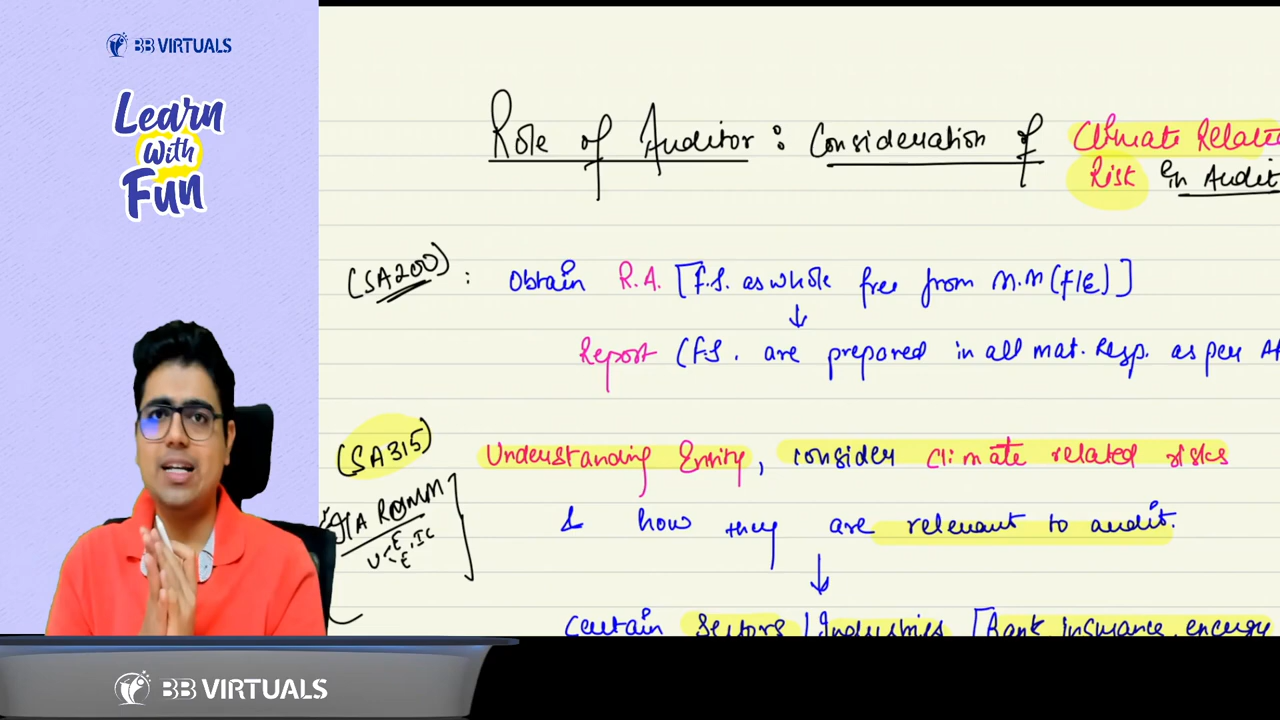 BB VIRTUALS
Learn
With
Fun
Role of Auditor : Consideration of Climate Relate
Risk in Audit
(SA200) : Obtain R.A. [F.S. as whole free from M.M (F/E)]
Report (F.S. are prepared in all mat. Resp. as per
(SA315) Understanding Entity, consider climate related risks
A ROMM
U E, IC
E
& how they are relevant to audit.
Certain Sectors / Industries [Bank insurance, energy
BB VIRTUALS